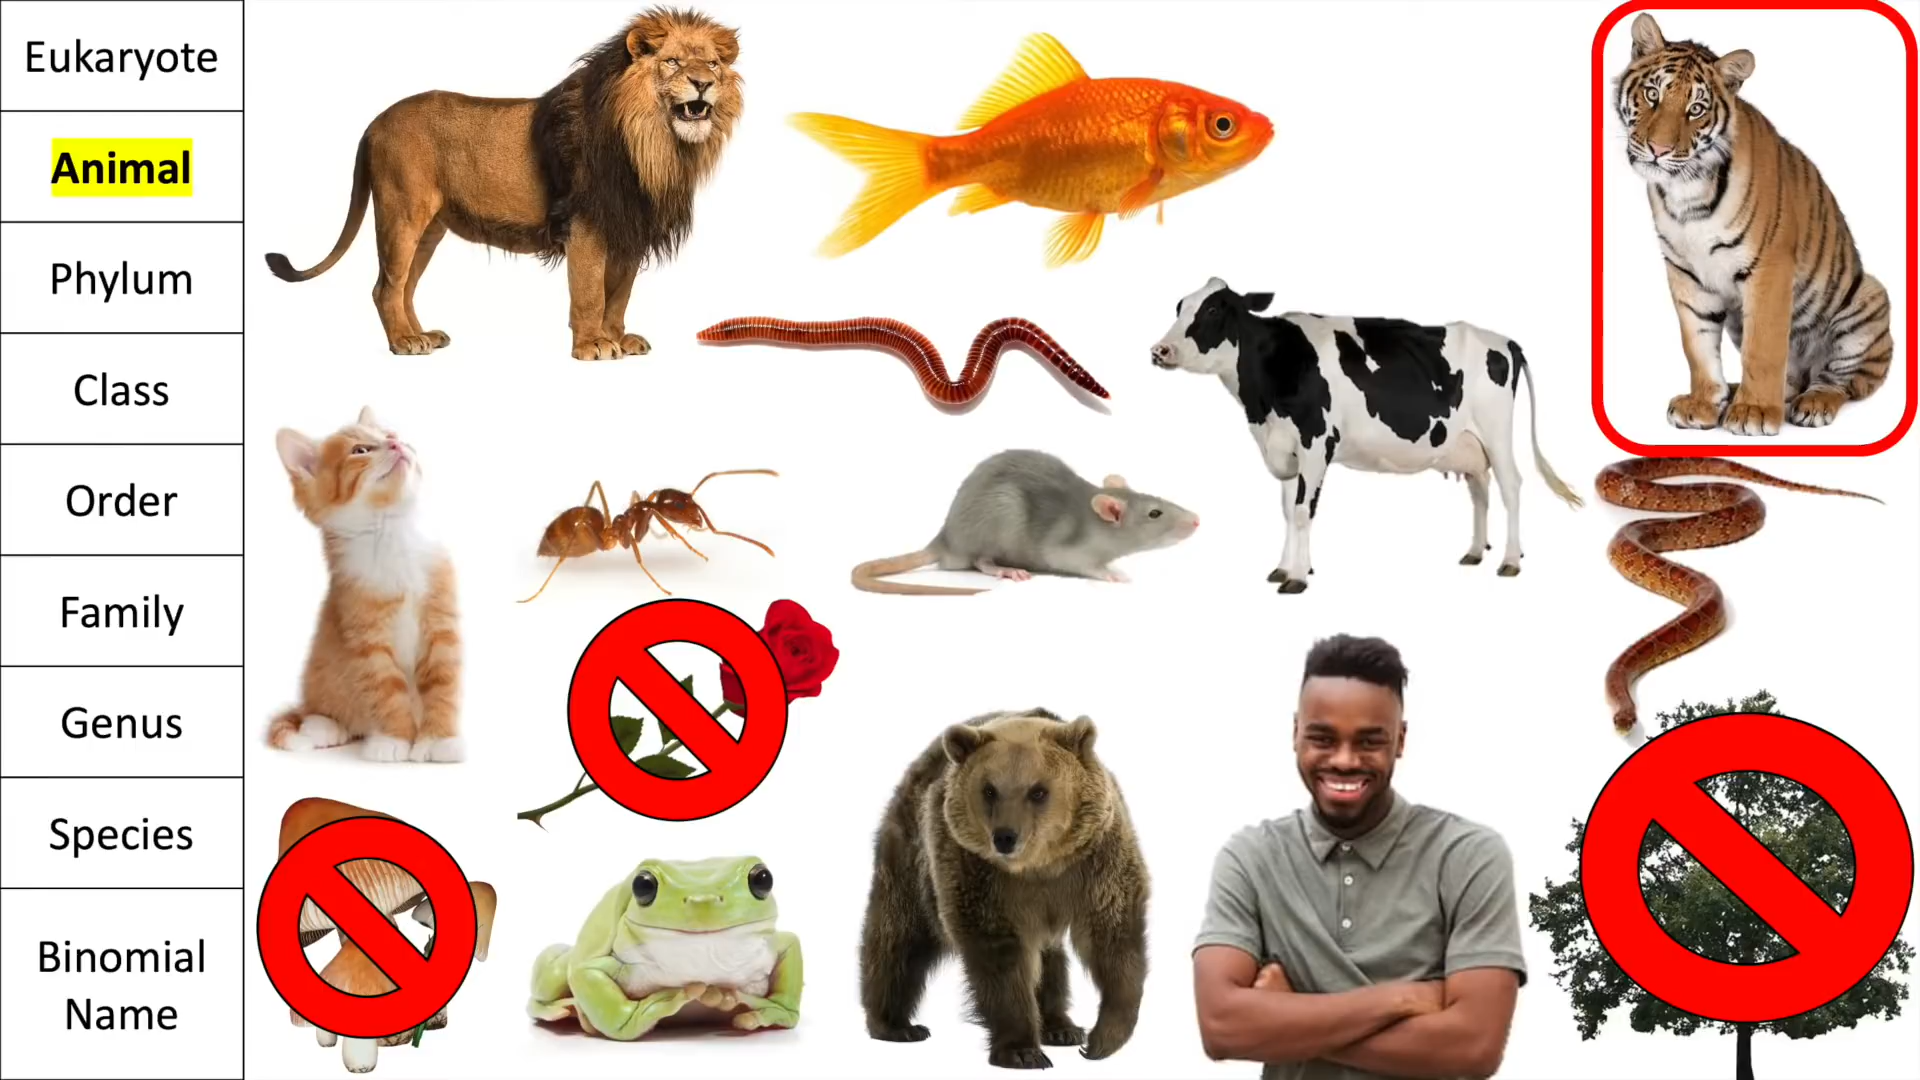 Eukaryote
Animal
Phylum
Class
Order
Family
Genus
Species
Binomial
Name